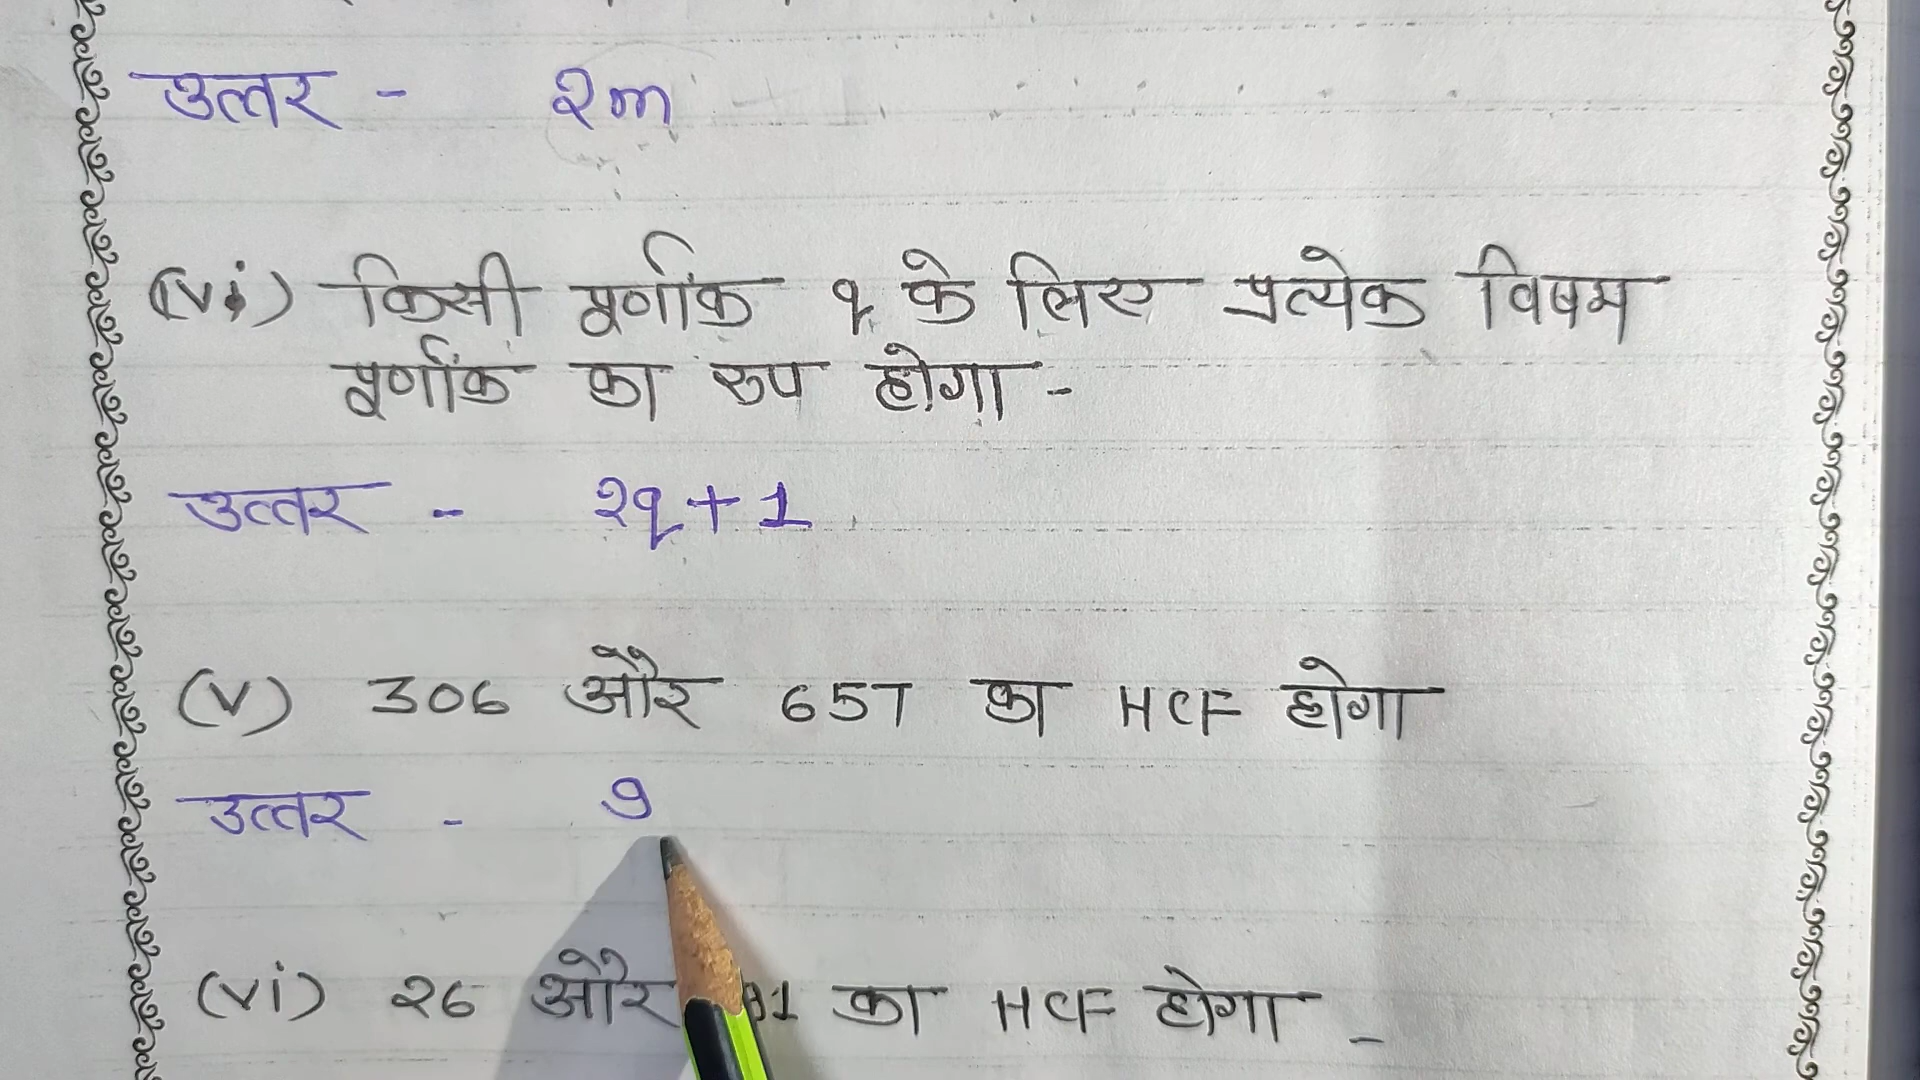 उत्तर - 2m
(vi) किसी पूर्णांक q के लिए प्रत्येक विषम
पूर्णांक का रूप होगा -
उत्तर - 2q + 1
(v) 306 और 657 का HCF होगा
उत्तर - 9
(vi) 26 और 91 का HCF होगा -